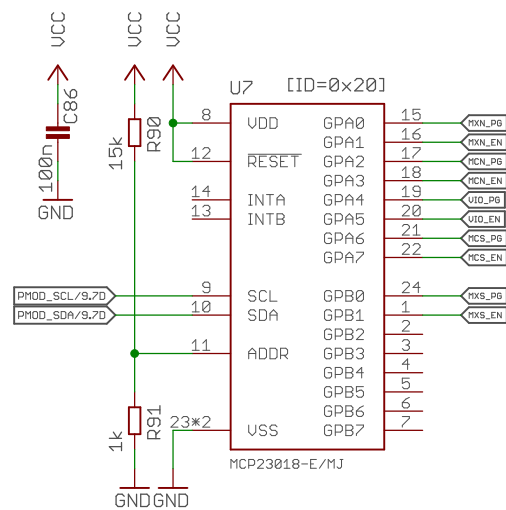 VCC
VCC
VCC
C86
100n
GND
15k
R90
U7
[ID=0x20]
8
VDD
12
RESET
14
INTA
13
INTB
PMOD_SCL/9.7D
9
SCL
PMOD_SDA/9.7D
10
SDA
11
ADDR
23*2
VSS
1k
R91
GND
GND
GPA0
15
MXN_PG
GPA1
16
MXN_EN
GPA2
17
MCN_PG
GPA3
18
MCN_EN
GPA4
19
VIO_PG
GPA5
20
VIO_EN
GPA6
21
MCS_PG
GPA7
22
MCS_EN
GPB0
24
MXS_PG
GPB1
1
MXS_EN
GPB2
2
GPB3
3
GPB4
4
GPB5
5
GPB6
6
GPB7
7
MCP23018-E/MJ